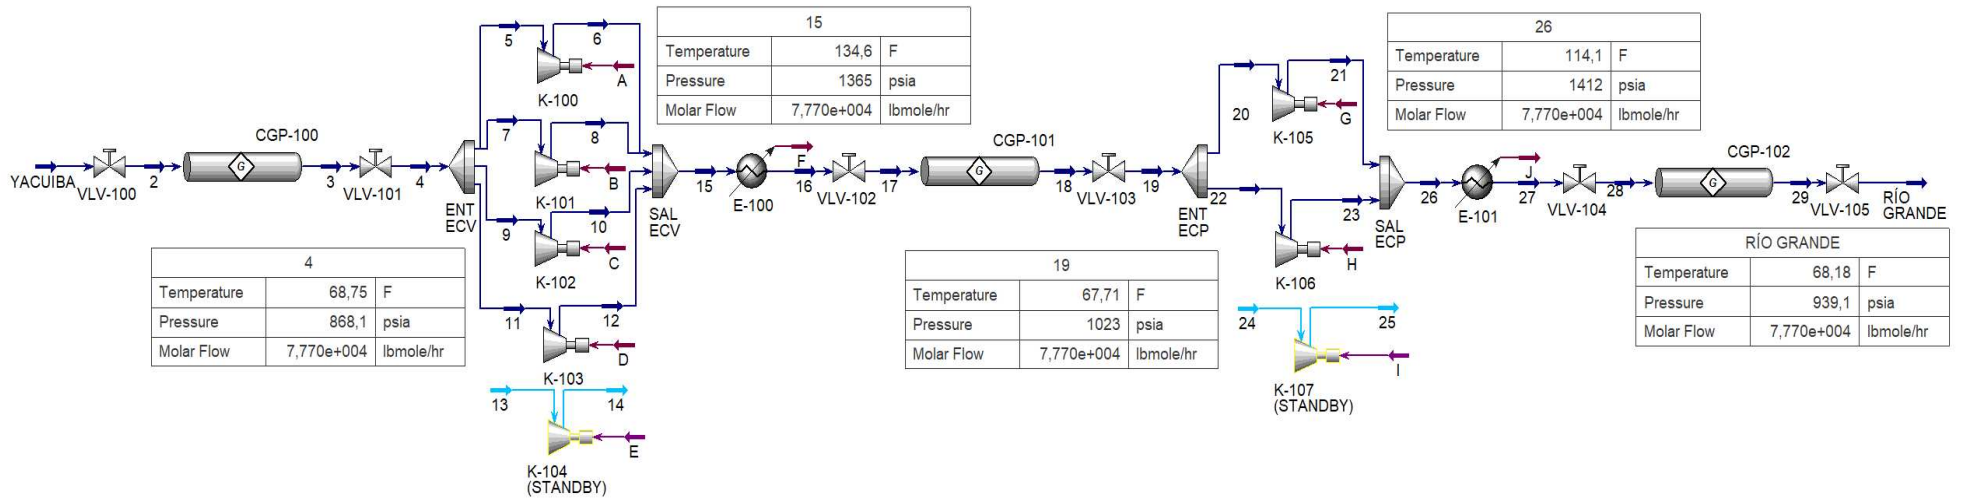 YACUIBA
VLV-100
2
CGP-100
G
3
VLV-101
4
ENT
ECV
5
6
K-100
A
7
8
K-101
B
9
10
K-102
C
11
12
K-103
D
13
14
K-104
(STANDBY)
E
SAL
ECV
4
Temperature 68,75 F
Pressure 868,1 psia
Molar Flow 7,770e+004 lbmole/hr
15
Temperature 134,6 F
Pressure 1365 psia
Molar Flow 7,770e+004 lbmole/hr
15
E-100
F
16
VLV-102
17
CGP-101
G
18
VLV-103
19
ENT
ECP
19
Temperature 67,71 F
Pressure 1023 psia
Molar Flow 7,770e+004 lbmole/hr
20
21
K-105
G
22
23
K-106
H
24
25
K-107
(STANDBY)
I
SAL
ECP
26
Temperature 114,1 F
Pressure 1412 psia
Molar Flow 7,770e+004 lbmole/hr
26
E-101
J
27
VLV-104
28
CGP-102
G
29
VLV-105
RÍO
GRANDE
RÍO GRANDE
Temperature 68,18 F
Pressure 939,1 psia
Molar Flow 7,770e+004 lbmole/hr